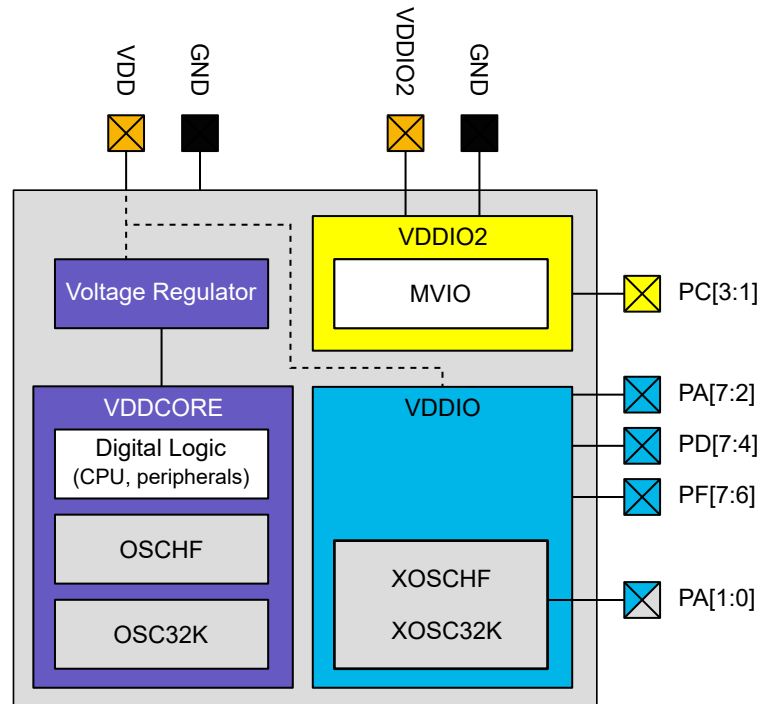 VDD
GND
VDDIO2
GND
VDDIO2
MVIO
Voltage Regulator
PC[3:1]
VDDCORE
Digital Logic
(CPU, peripherals)
OSCHF
OSC32K
VDDIO
XOSCHF
XOSC32K
PA[7:2]
PD[7:4]
PF[7:6]
PA[1:0]